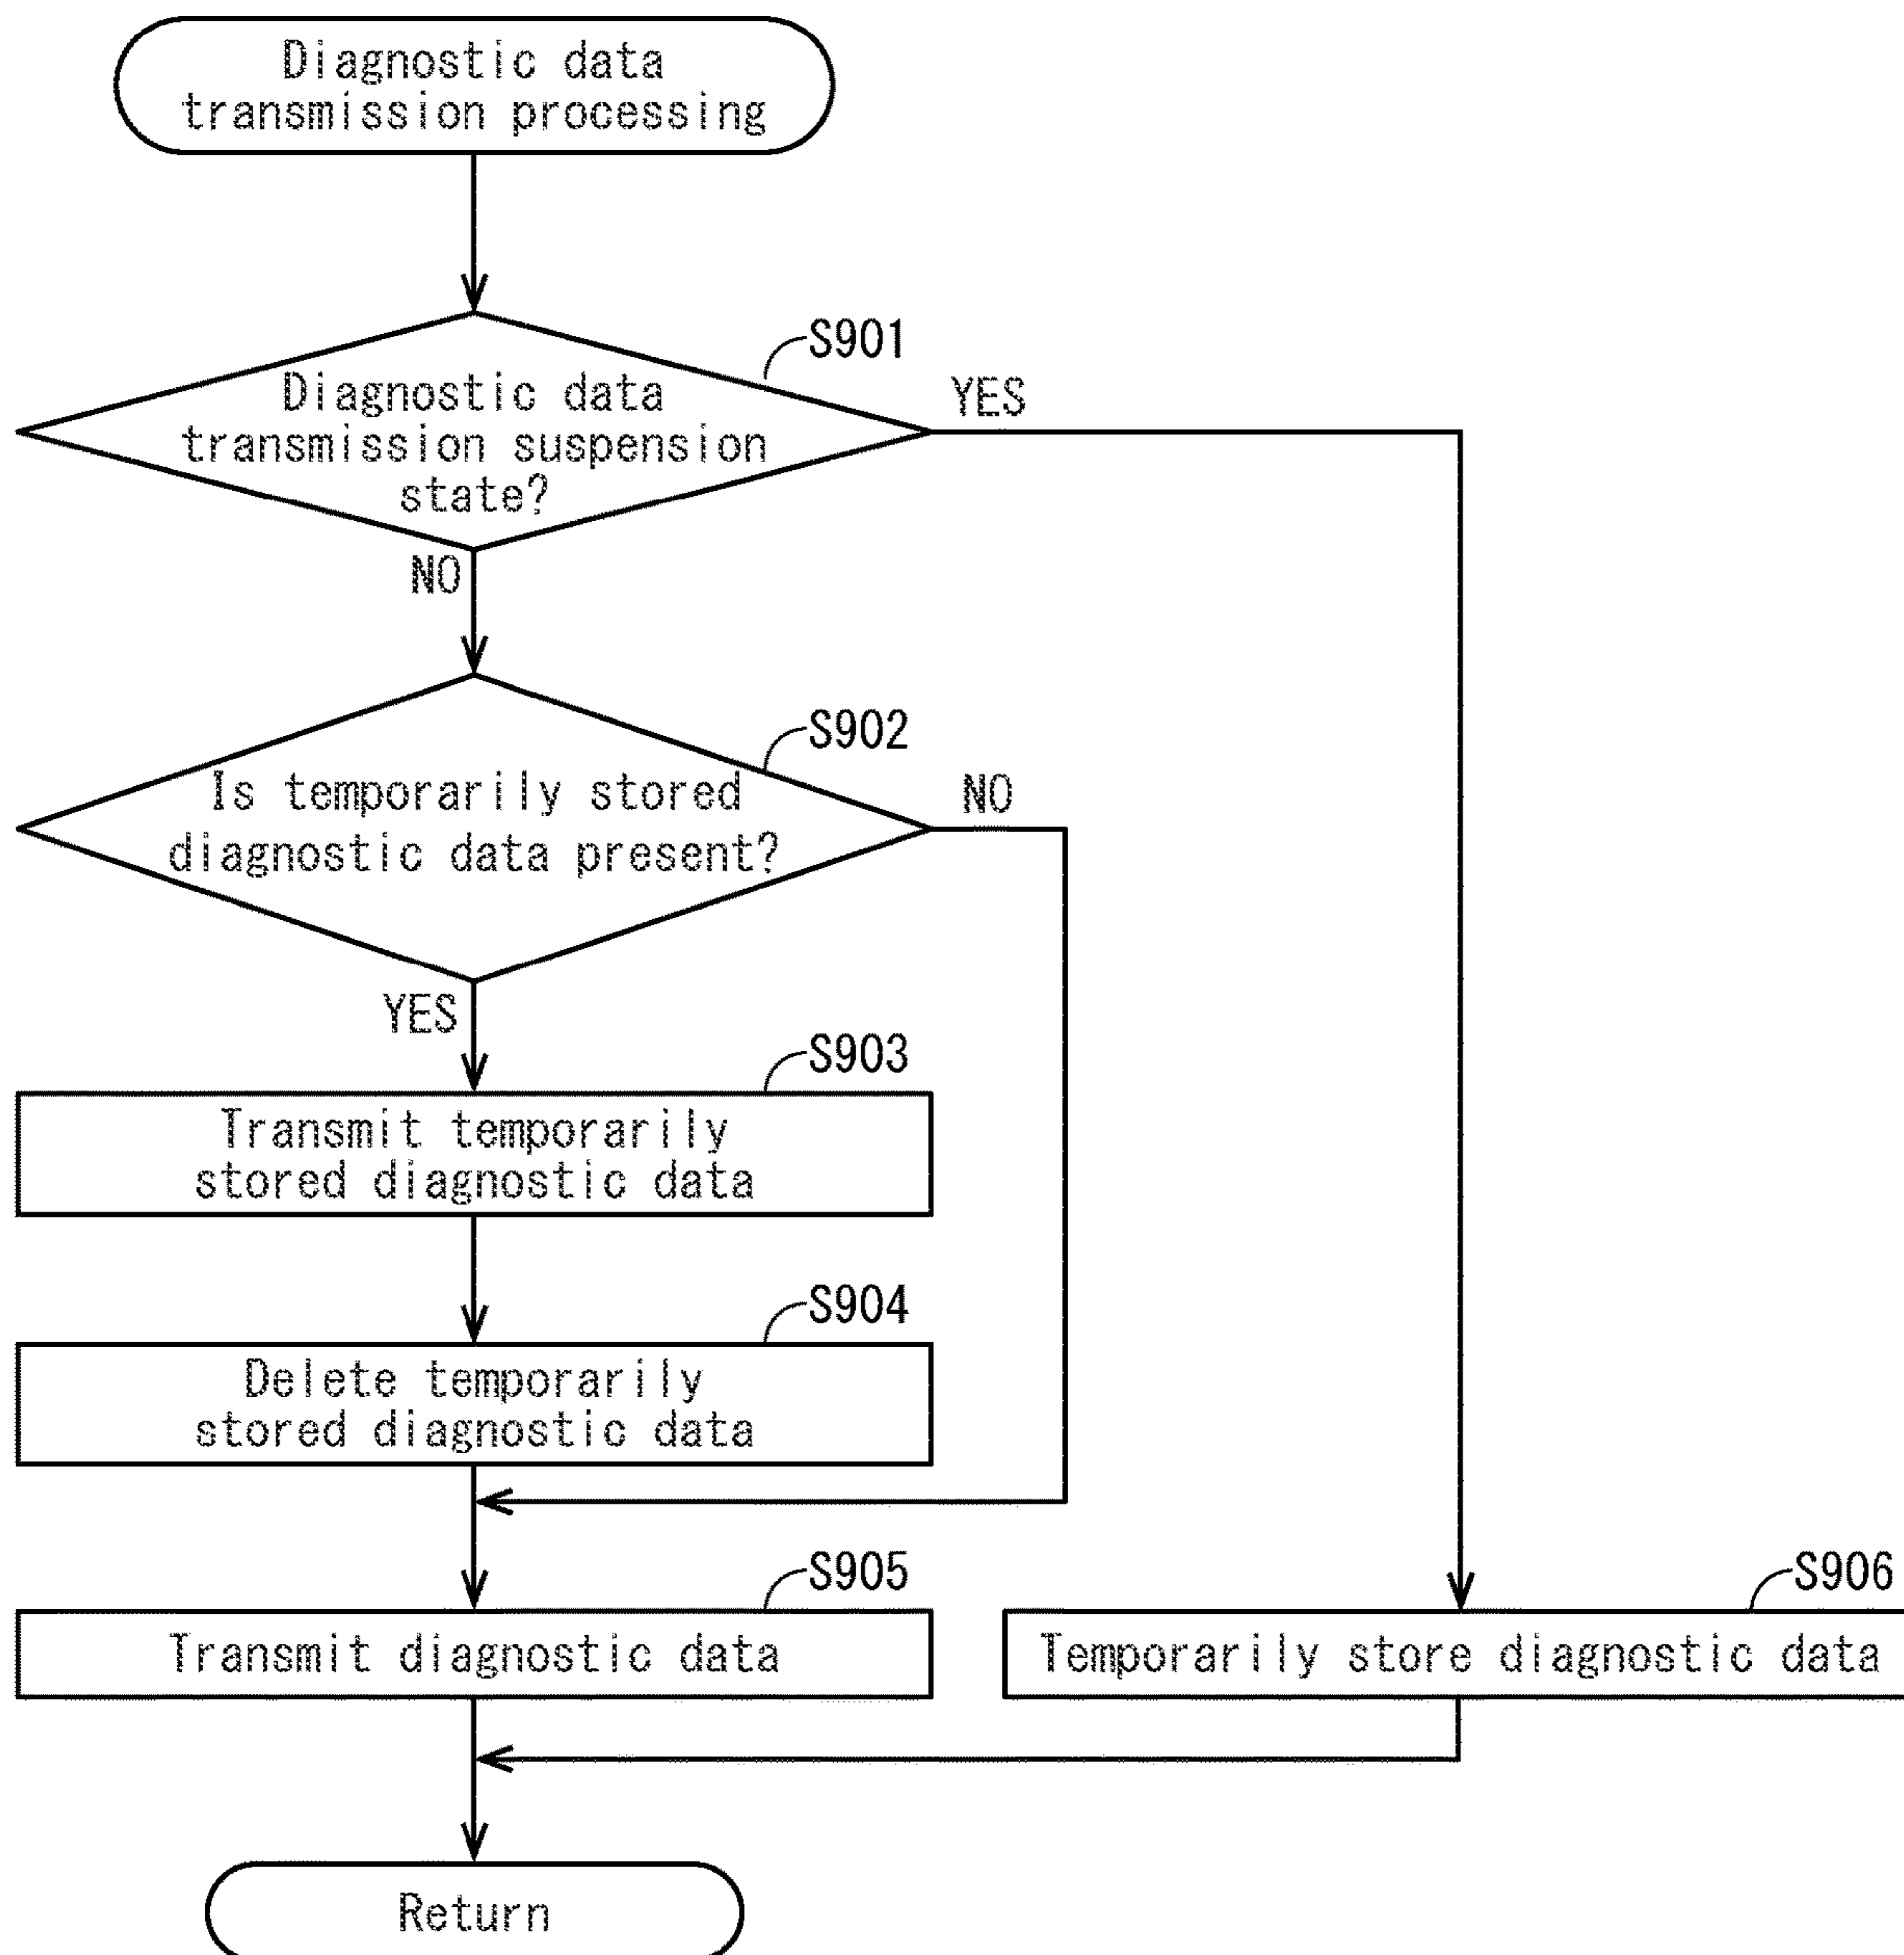 Diagnostic data
transmission processing
S901
Diagnostic data
transmission suspension
state?
YES
NO
S902
Is temporarily stored
diagnostic data present?
NO
YES
S903
Transmit temporarily
stored diagnostic data
S904
Delete temporarily
stored diagnostic data
S905
Transmit diagnostic data
S906
Temporarily store diagnostic data
Return